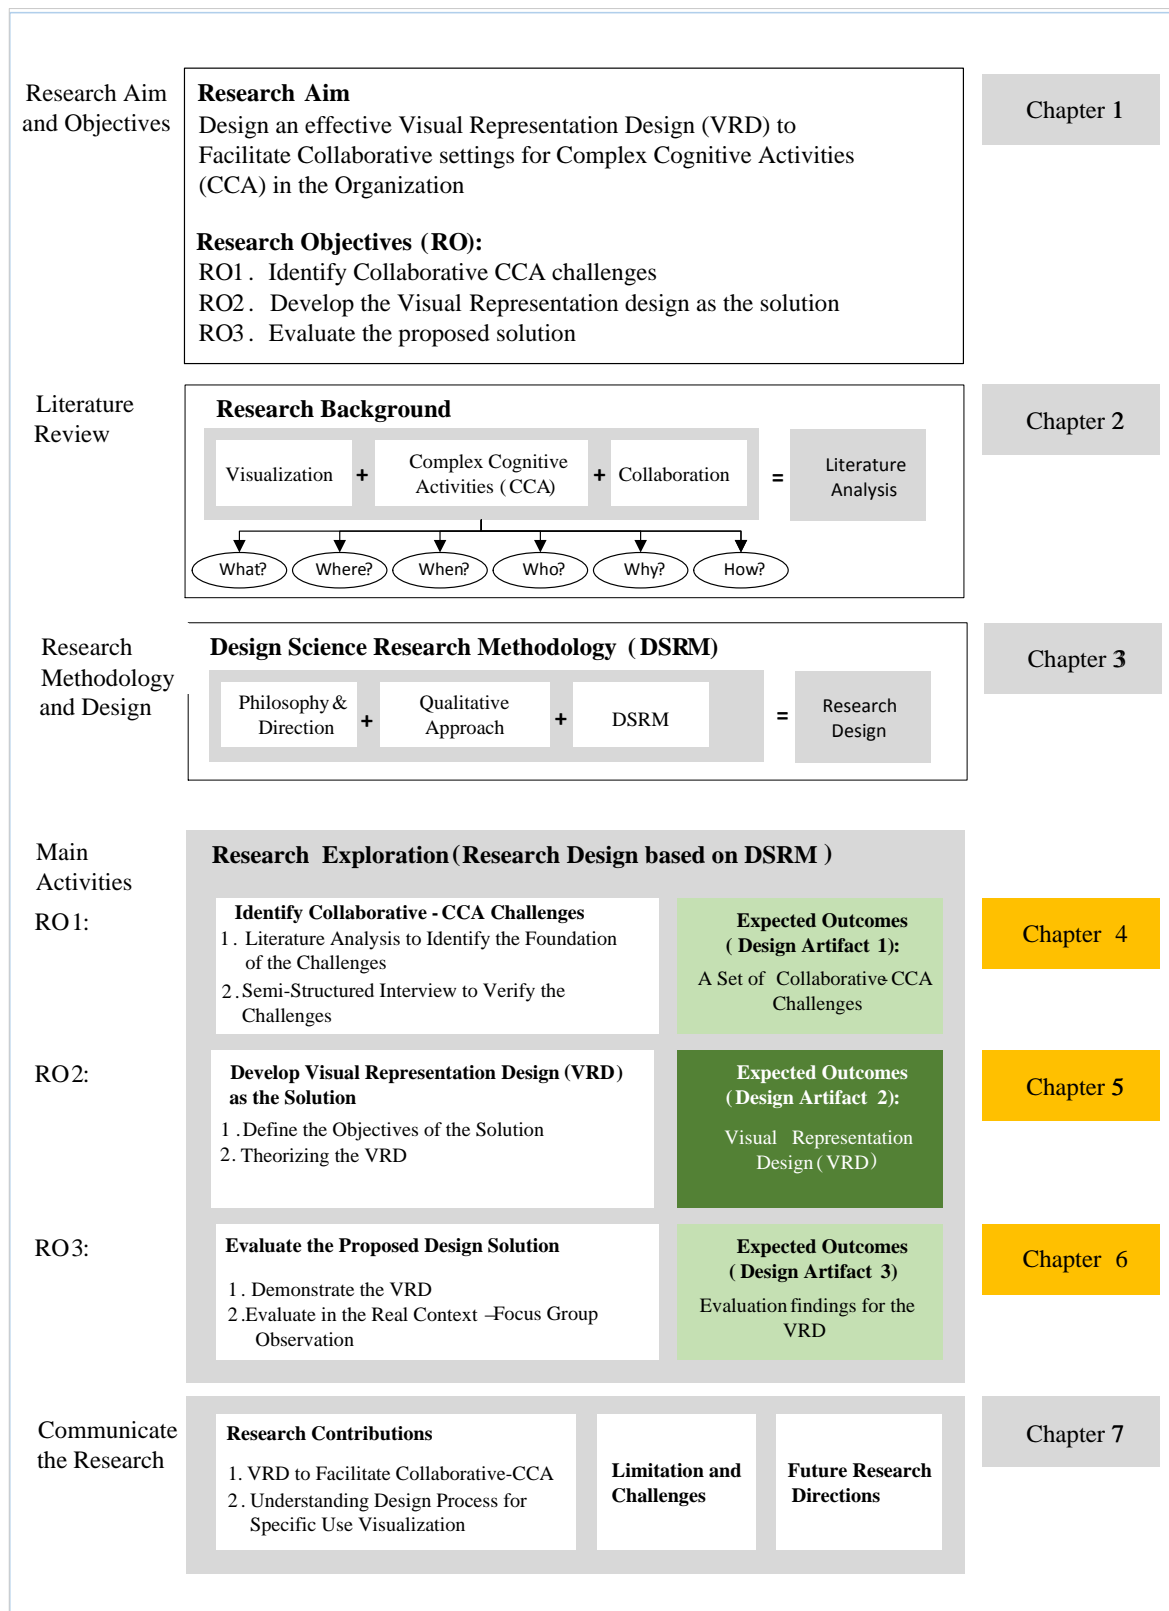 Research Aim
and Objectives
Research Aim
Design an effective Visual Representation Design (VRD) to
Facilitate Collaborative settings for Complex Cognitive Activities
(CCA) in the Organization
Research Objectives (RO):
RO1. Identify Collaborative CCA challenges
RO2. Develop the Visual Representation design as the solution
RO3. Evaluate the proposed solution
Chapter 1
Literature
Review
Research Background
Visualization
+
Complex Cognitive
Activities (CCA)
+
Collaboration
=
Literature
Analysis
What?
Where?
When?
Who?
Why?
How?
Chapter 2
Research
Methodology
and Design
Design Science Research Methodology (DSRM)
Philosophy &
Direction
+
Qualitative
Approach
+
DSRM
=
Research
Design
Chapter 3
Main
Activities
Research Exploration (Research Design based on DSRM )
RO1:
Identify Collaborative - CCA Challenges
1. Literature Analysis to Identify the Foundation
of the Challenges
2. Semi-Structured Interview to Verify the
Challenges
Expected Outcomes
( Design Artifact 1):
A Set of Collaborative-CCA
Challenges
Chapter 4
RO2:
Develop Visual Representation Design (VRD)
as the Solution
1. Define the Objectives of the Solution
2. Theorizing the VRD
Expected Outcomes
(Design Artifact 2):
Visual Representation
Design (VRD)
Chapter 5
RO3:
Evaluate the Proposed Design Solution
1. Demonstrate the VRD
2. Evaluate in the Real Context –Focus Group
Observation
Expected Outcomes
( Design Artifact 3)
Evaluation findings for the
VRD
Chapter 6
Communicate
the Research
Research Contributions
1. VRD to Facilitate Collaborative-CCA
2. Understanding Design Process for
Specific Use Visualization
Limitation and
Challenges
Future Research
Directions
Chapter 7